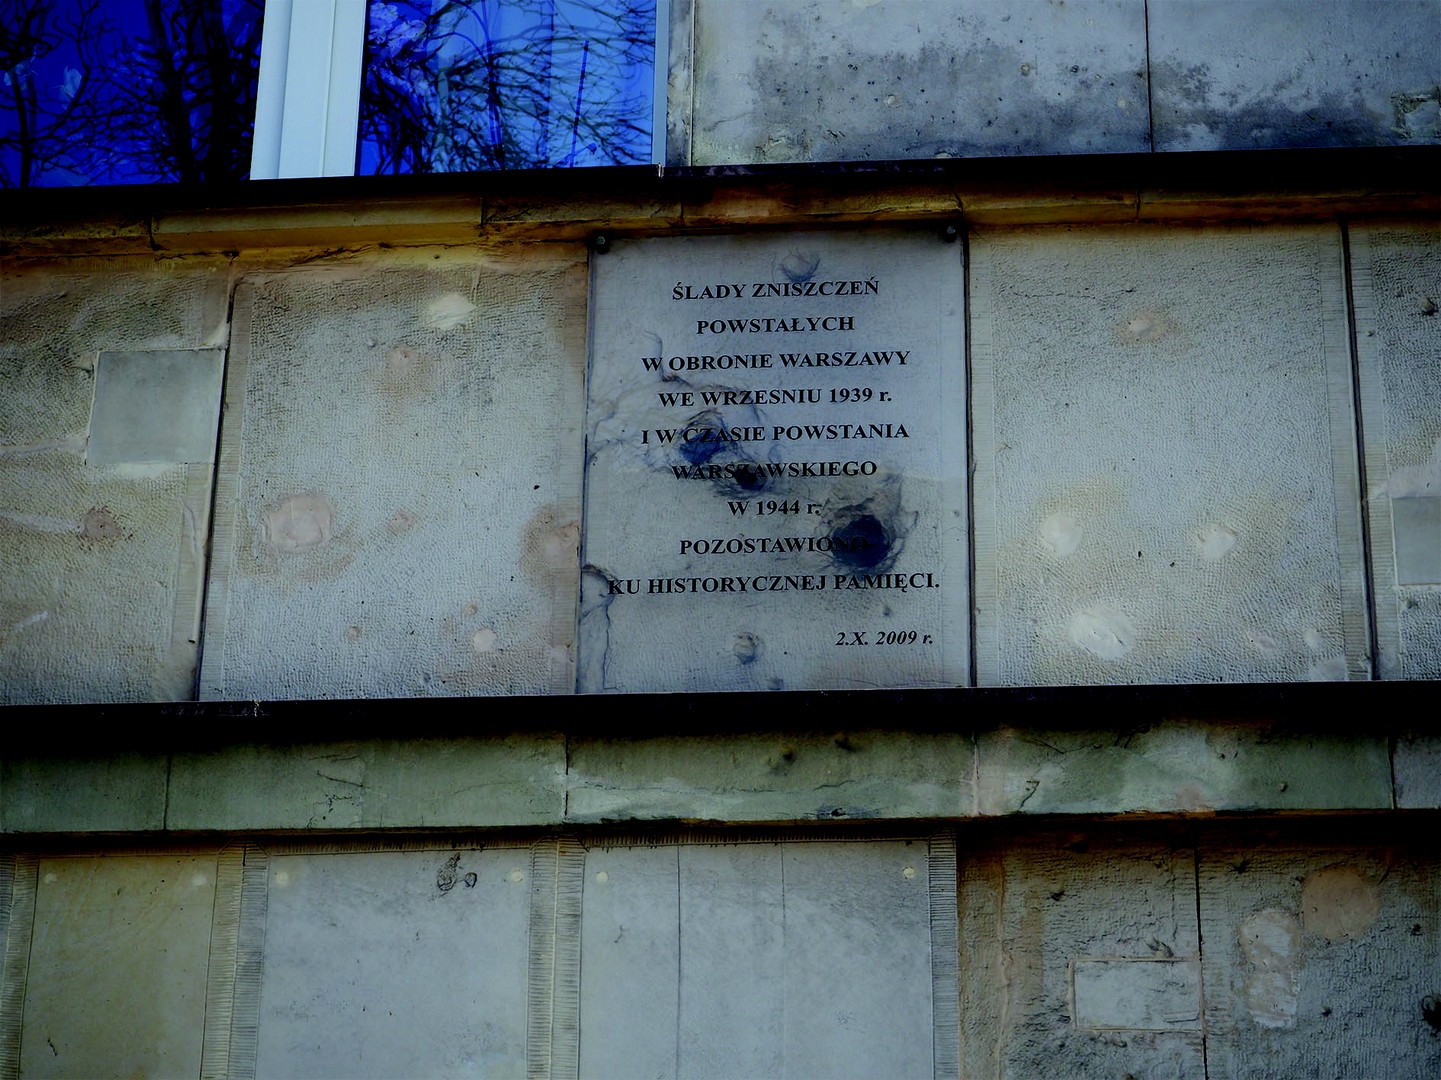 ŚLADY ZNISZCZEŃ
POWSTAŁYCH
W OBRONIE WARSZAWY
WE WRZESNIU 1939 r.
I W CZASIE POWSTANIA
WARSZAWSKIEGO
W 1944 r.
POZOSTAWIONO
KU HISTORYCZNEJ PAMIĘCI.
2.X. 2009 r.